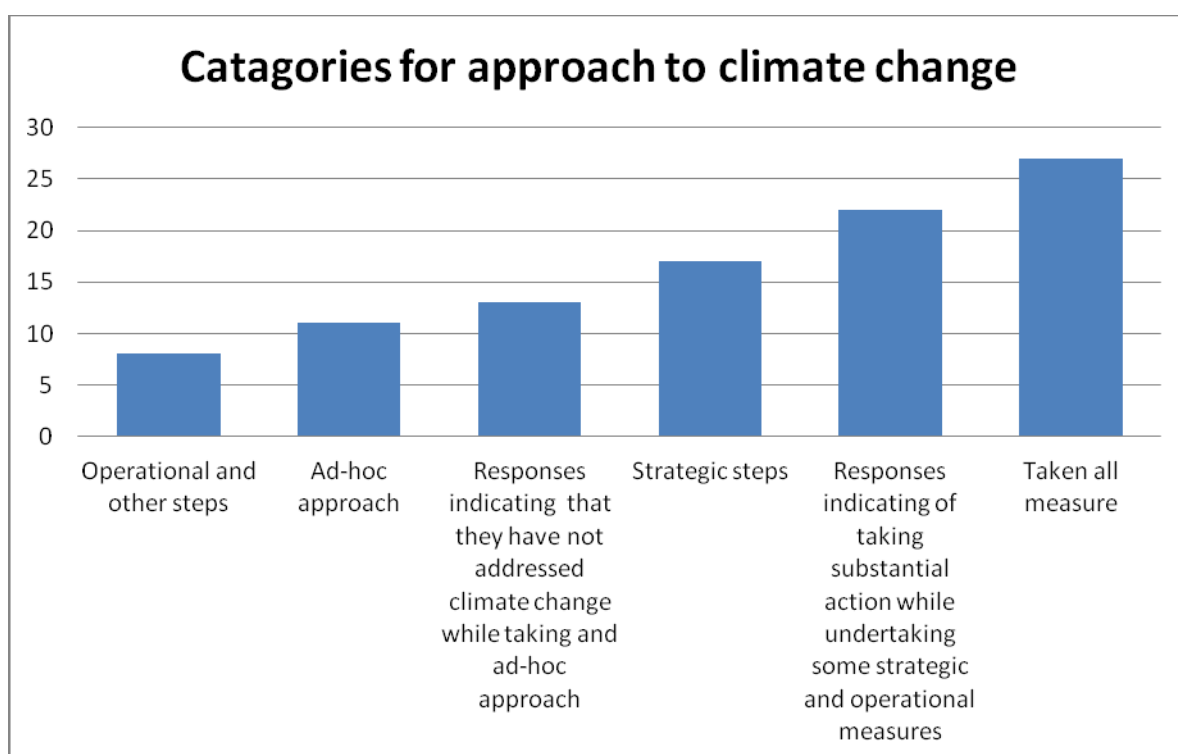 Catagories for approach to climate change
30
25
20
15
10
5
0
Operational and
other steps
Ad-hoc
approach
Responses
indicating that
they have not
addressed
climate change
while taking and
ad-hoc
approach
Strategic steps
Responses
indicating of
taking
substantial
action while
undertaking
some strategic
and operational
measures
Taken all
measure